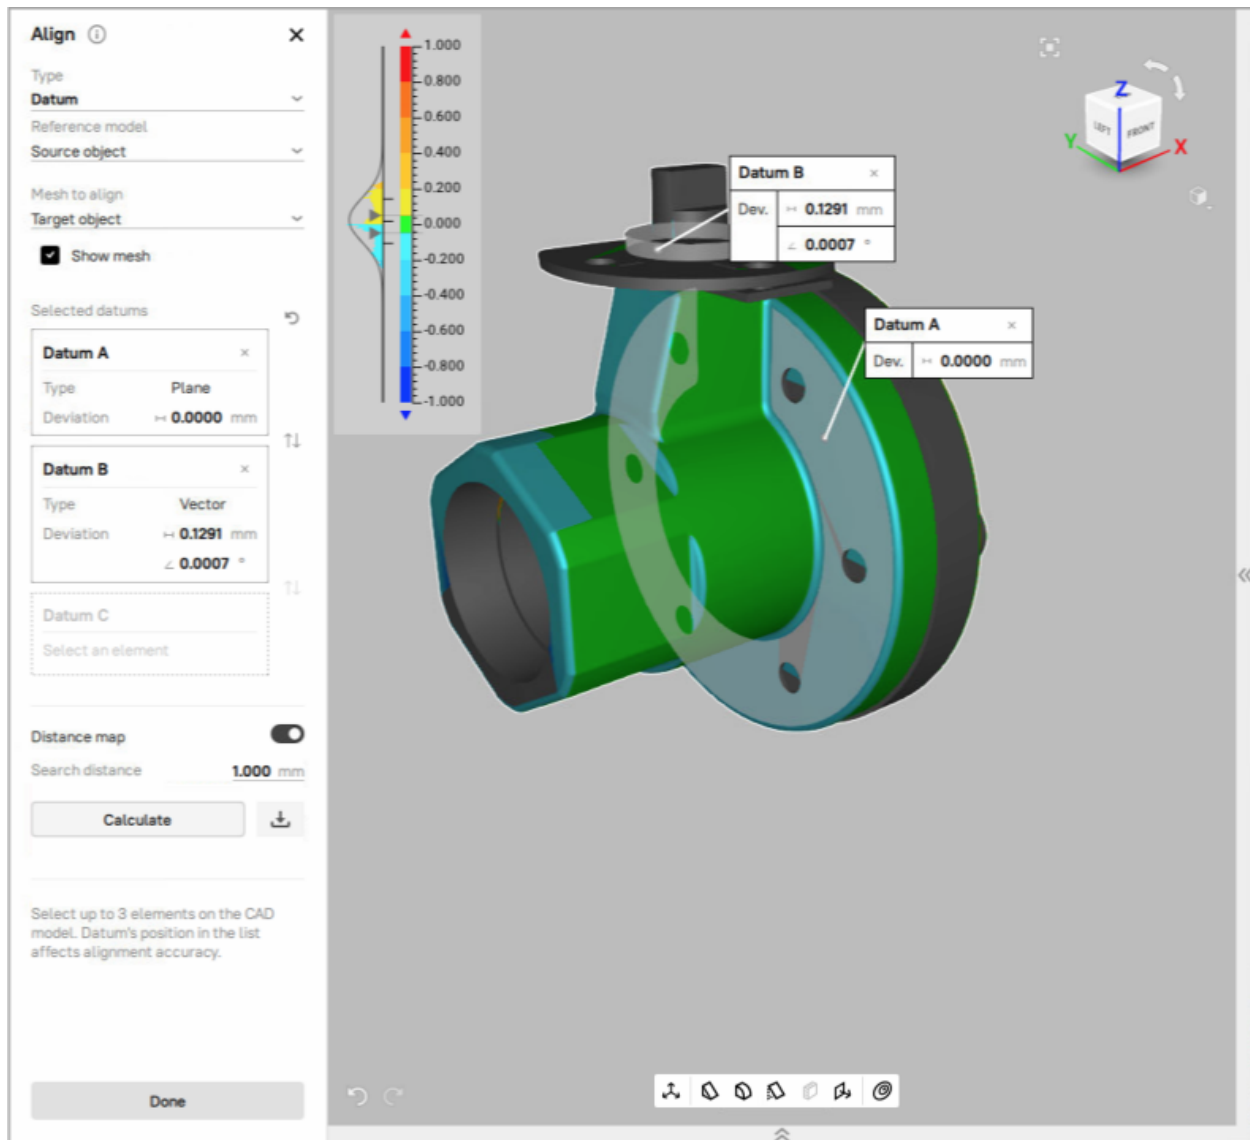 Align
Type
Datum
Reference model
Source object
Mesh to align
Target object
Show mesh
Selected datums
Datum A
Type Plane
Deviation 0.0000 mm
Datum B
Type Vector
Deviation 0.1291 mm
0.0007 °
Datum C
Select an element
Distance map
Search distance 1.000 mm
Calculate
Select up to 3 elements on the CAD
model. Datum's position in the list
affects alignment accuracy.
Done
1.000
0.800
0.600
0.400
0.200
0.000
-0.200
-0.400
-0.600
-0.800
-1.000
Datum B
Dev. 0.1291 mm
0.0007 °
Datum A
Dev. 0.0000 mm
Z
LEFT FRONT
Y X